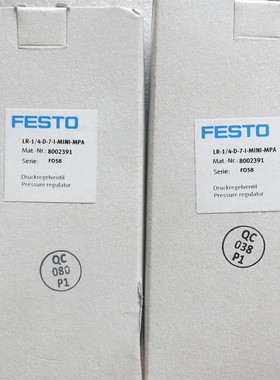 FESTO
LR-1/4-D-7-I-MINI-MPA
Mat.-Nr.: 8002391
Serie: FO58
Druckregelventil
Pressure regulator
QC
080
P1
FESTO
LR-1/4-D-7-I-MINI-MPA
Mat.-Nr.: 8002391
Serie: FO58
Druckregelventil
Pressure regulator
QC
038
P1